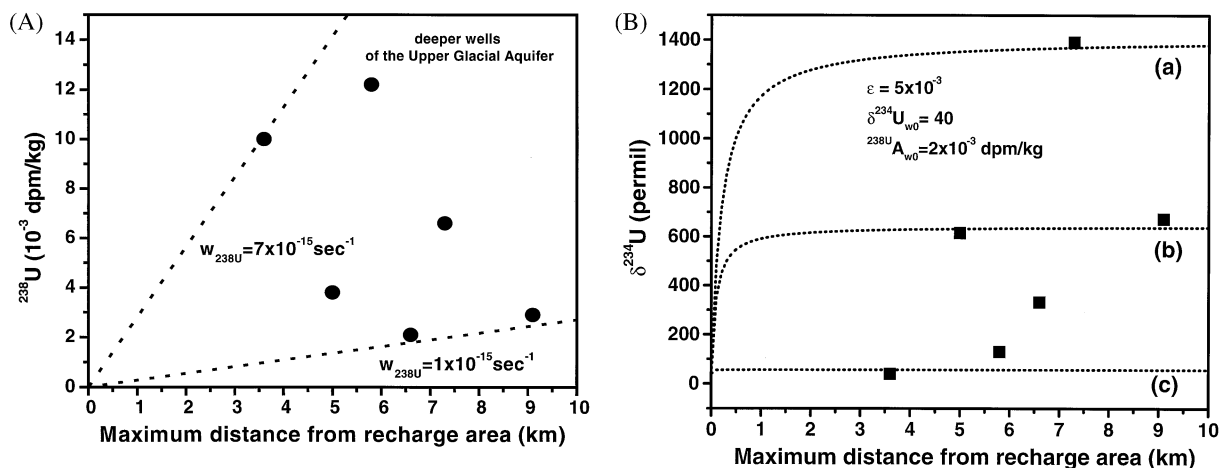 (A)
deeper wells
of the Upper Glacial Aquifer
w₂₃₈U=7x10⁻¹⁵sec⁻¹
w₂₃₈U=1x10⁻¹⁵sec⁻¹
²³⁸U (10⁻³ dpm/kg)
14
12
10
8
6
4
2
0
0 1 2 3 4 5 6 7 8 9 10
Maximum distance from recharge area (km)
(B)
ε = 5x10⁻³
δ²³⁴Uw0= 40
²³⁸ᵁAw0=2x10⁻³ dpm/kg
(a)
(b)
(c)
δ²³⁴U (permil)
1400
1200
1000
800
600
400
200
0
0 1 2 3 4 5 6 7 8 9 10
Maximum distance from recharge area (km)